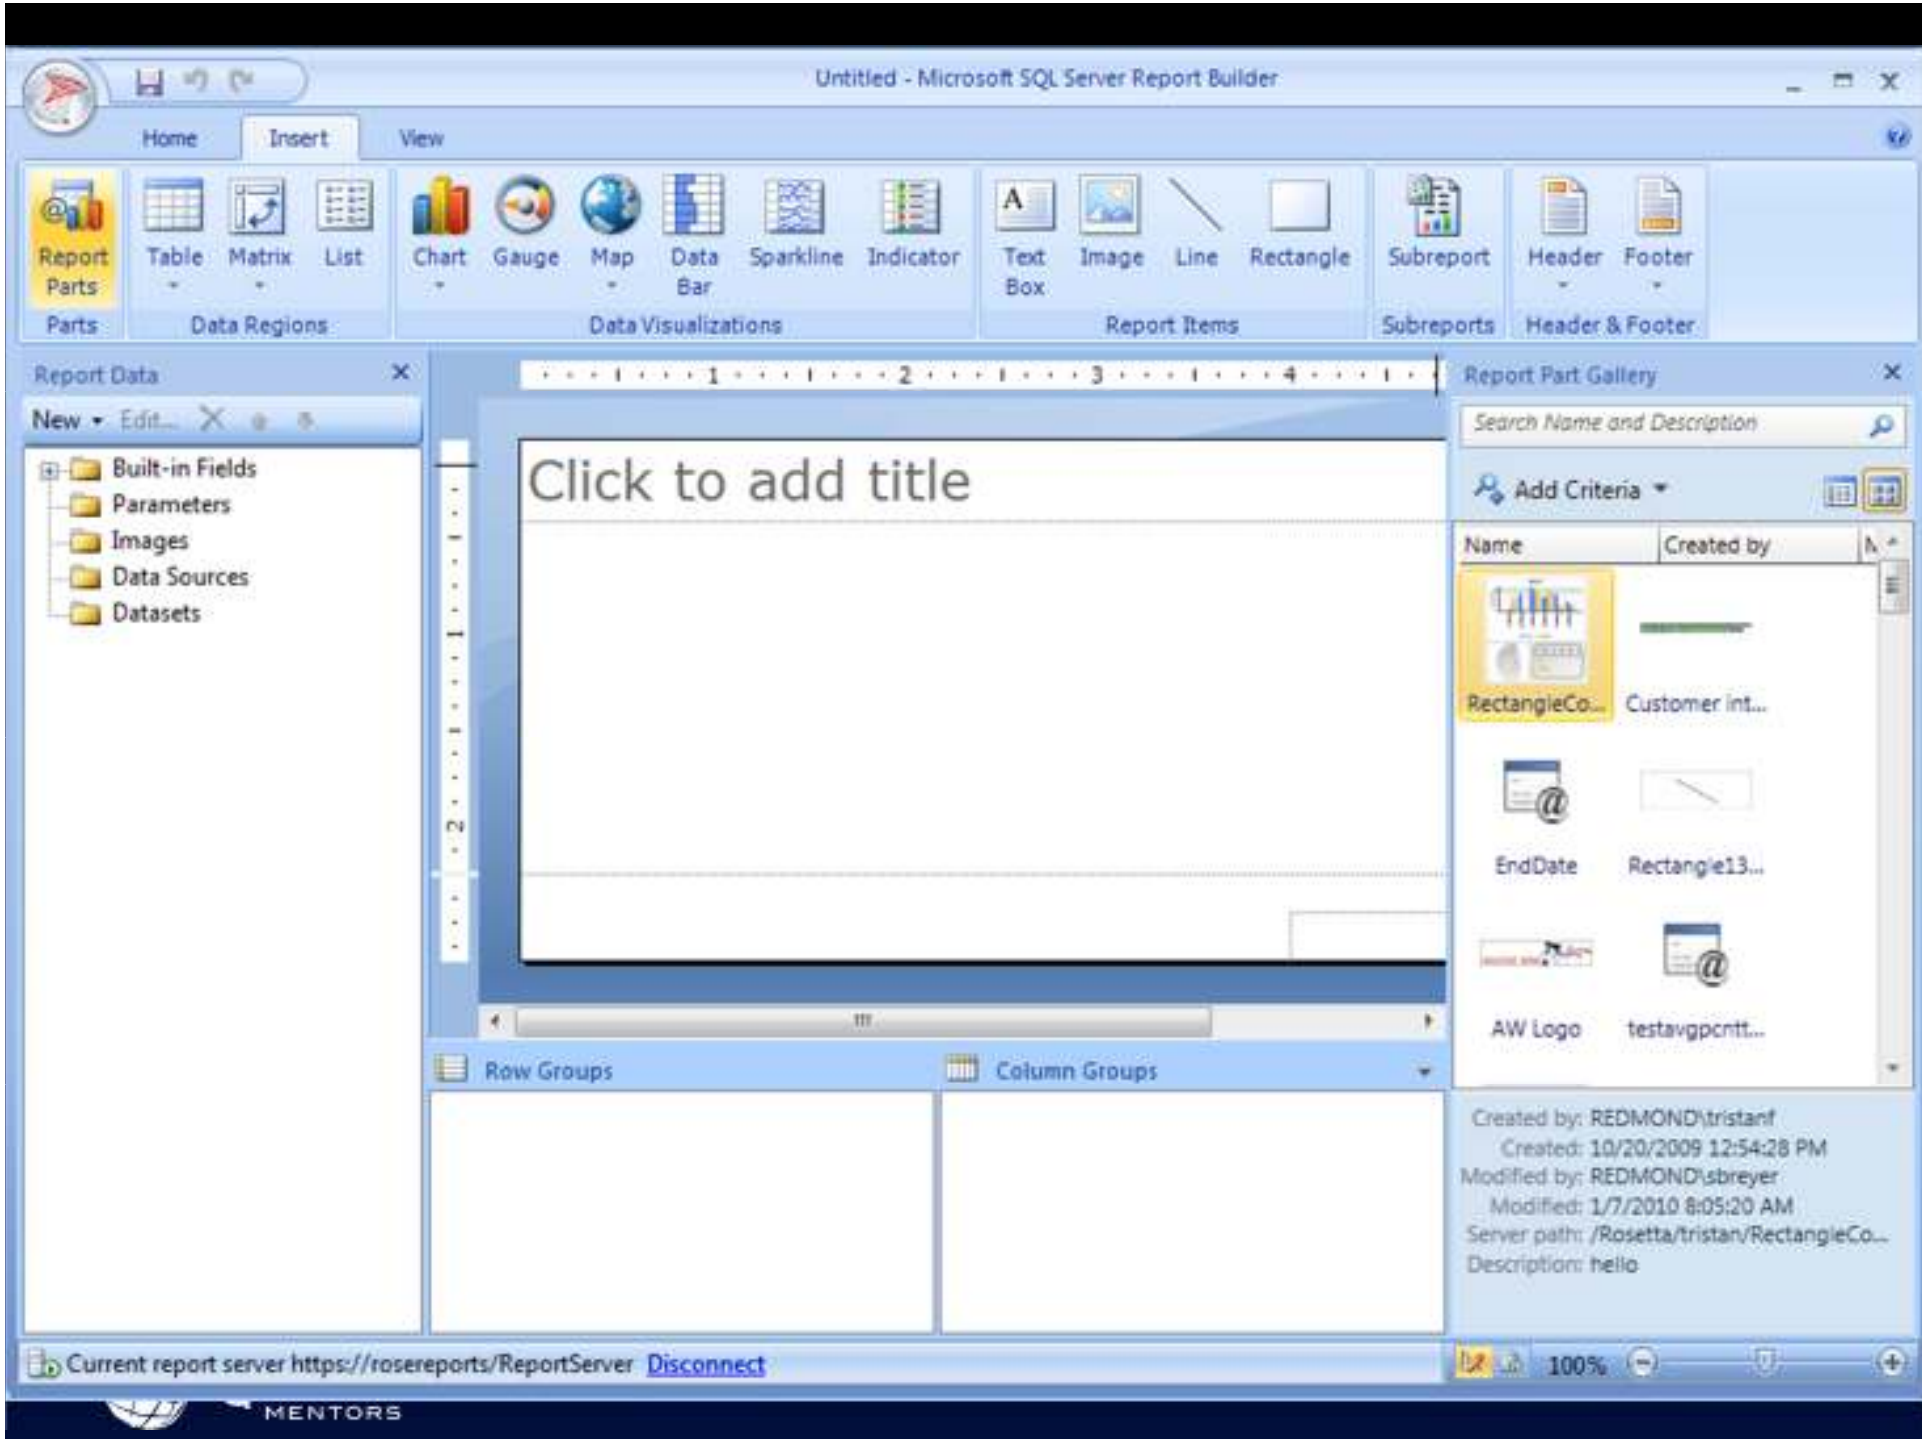 Untitled - Microsoft SQL Server Report Builder
Home Insert View
Report Parts
Table
Matrix
List
Chart
Gauge
Map
Data Bar
Sparkline
Indicator
Text Box
Image
Line
Rectangle
Subreport
Header
Footer
Parts
Data Regions
Data Visualizations
Report Items
Subreports
Header & Footer
Report Data
New Edit...
Built-in Fields
Parameters
Images
Data Sources
Datasets
1 2 3 4
1
2
Click to add title
Row Groups
Column Groups
Report Part Gallery
Search Name and Description
Add Criteria
Name Created by
RectangleCo...
Customer int...
EndDate
Rectangle13...
AW Logo
testavgpcntt...
Created by: REDMOND\tristanf
Created: 10/20/2009 12:54:28 PM
Modified by: REDMOND\sbreyer
Modified: 1/7/2010 8:05:20 AM
Server path: /Rosetta/tristan/RectangleCo...
Description: hello
Current report server https://rosereports/ReportServer Disconnect
100%
MENTORS